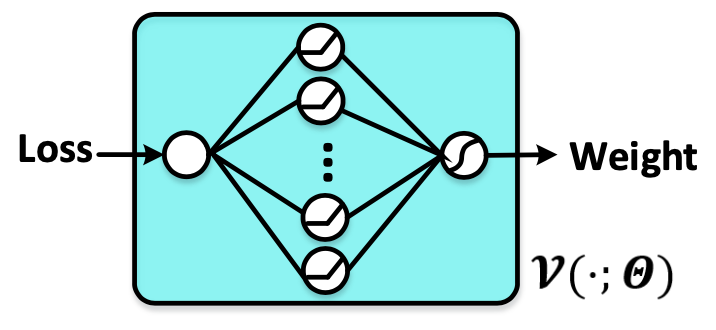 Loss
Weight
𝒱(·; Θ)